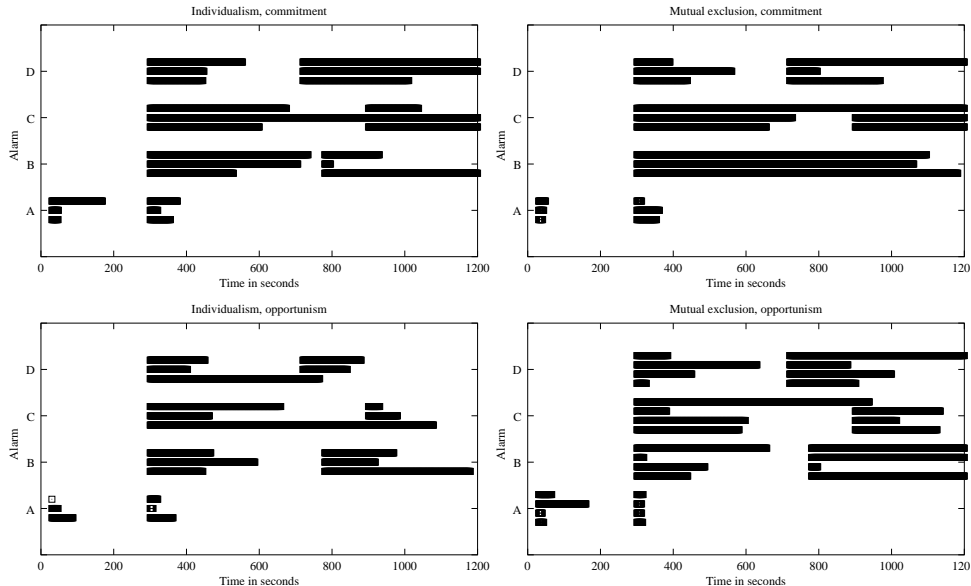 Individualism, commitment
Alarm
D
C
B
A
0 200 400 600 800 1000 1200
Time in seconds
Mutual exclusion, commitment
Alarm
D
C
B
A
0 200 400 600 800 1000 1200
Time in seconds
Individualism, opportunism
Alarm
D
C
B
A
0 200 400 600 800 1000 1200
Time in seconds
Mutual exclusion, opportunism
Alarm
D
C
B
A
0 200 400 600 800 1000 1200
Time in seconds